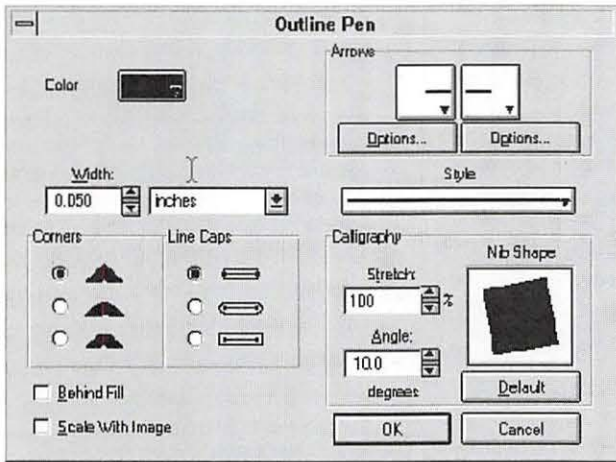 Outline Pen
Color
Arrows
Options... Options...
Width:
0.050 inches
Style
Corners
Line Caps
Calligraphy
Nib Shape
Stretch:
100 %
Angle:
10.0
degrees
Default
Behind Fill
Scale With Image
OK Cancel